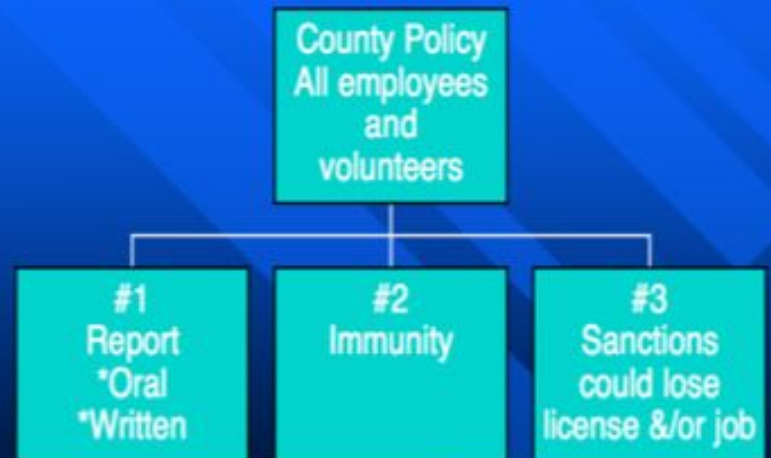 County Policy
All employees
and
volunteers
#1
Report
*Oral
*Written
#2
Immunity
#3
Sanctions
could lose
license &/or job